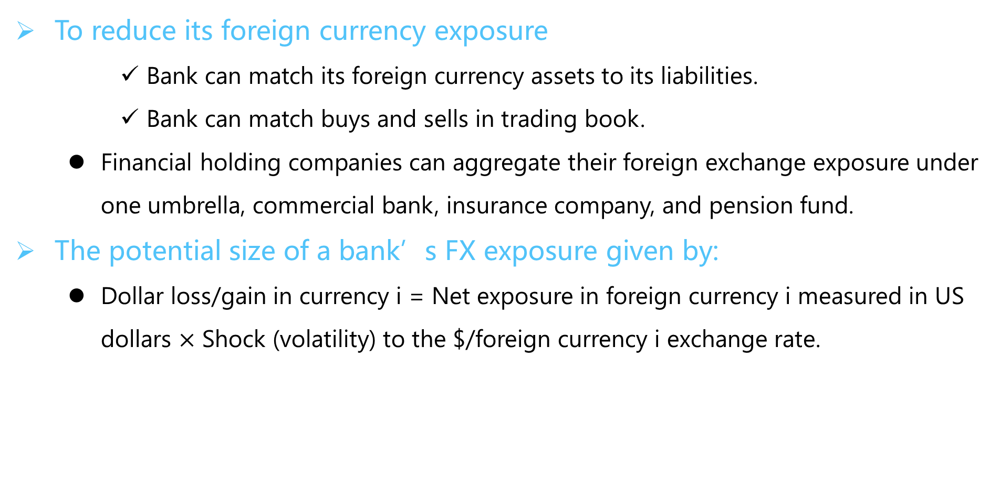 ➢ To reduce its foreign currency exposure
✓ Bank can match its foreign currency assets to its liabilities.
✓ Bank can match buys and sells in trading book.
● Financial holding companies can aggregate their foreign exchange exposure under
one umbrella, commercial bank, insurance company, and pension fund.
➢ The potential size of a bank’s FX exposure given by:
● Dollar loss/gain in currency i = Net exposure in foreign currency i measured in US
dollars × Shock (volatility) to the $/foreign currency i exchange rate.